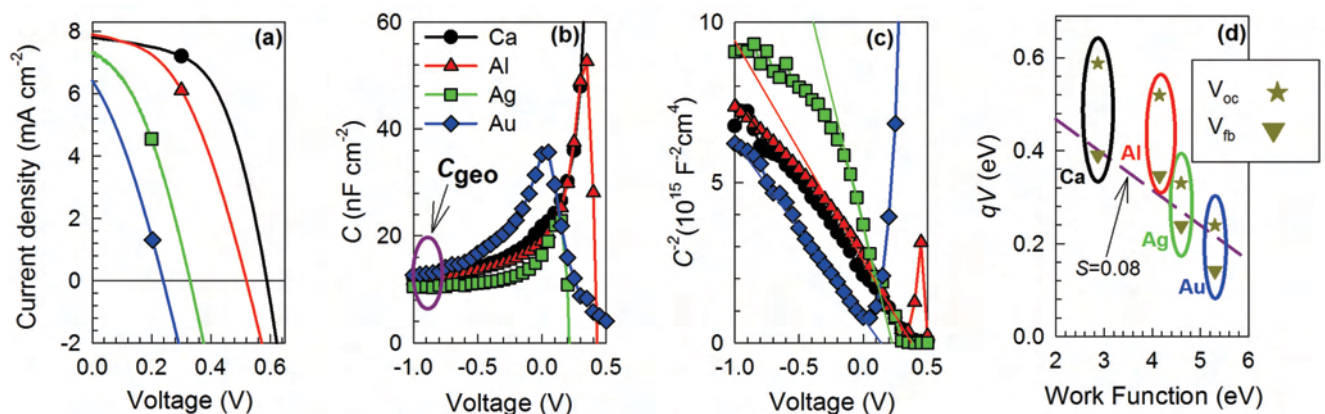 (a)
8
6
4
2
0
-2
0.0 0.2 0.4 0.6
Current density (mA cm⁻²)
Voltage (V)
(b)
60
40
20
0
Ca
Al
Ag
Au
C_geo
C (nF cm⁻²)
-1.0 -0.5 0.0 0.5
Voltage (V)
(c)
10
5
0
C⁻² (10¹⁵ F⁻²cm⁴)
-1.0 -0.5 0.0 0.5
Voltage (V)
(d)
0.6
0.4
0.2
0.0
qV (eV)
V_oc
V_fb
Ca
Al
Ag
Au
S=0.08
2 3 4 5 6
Work Function (eV)